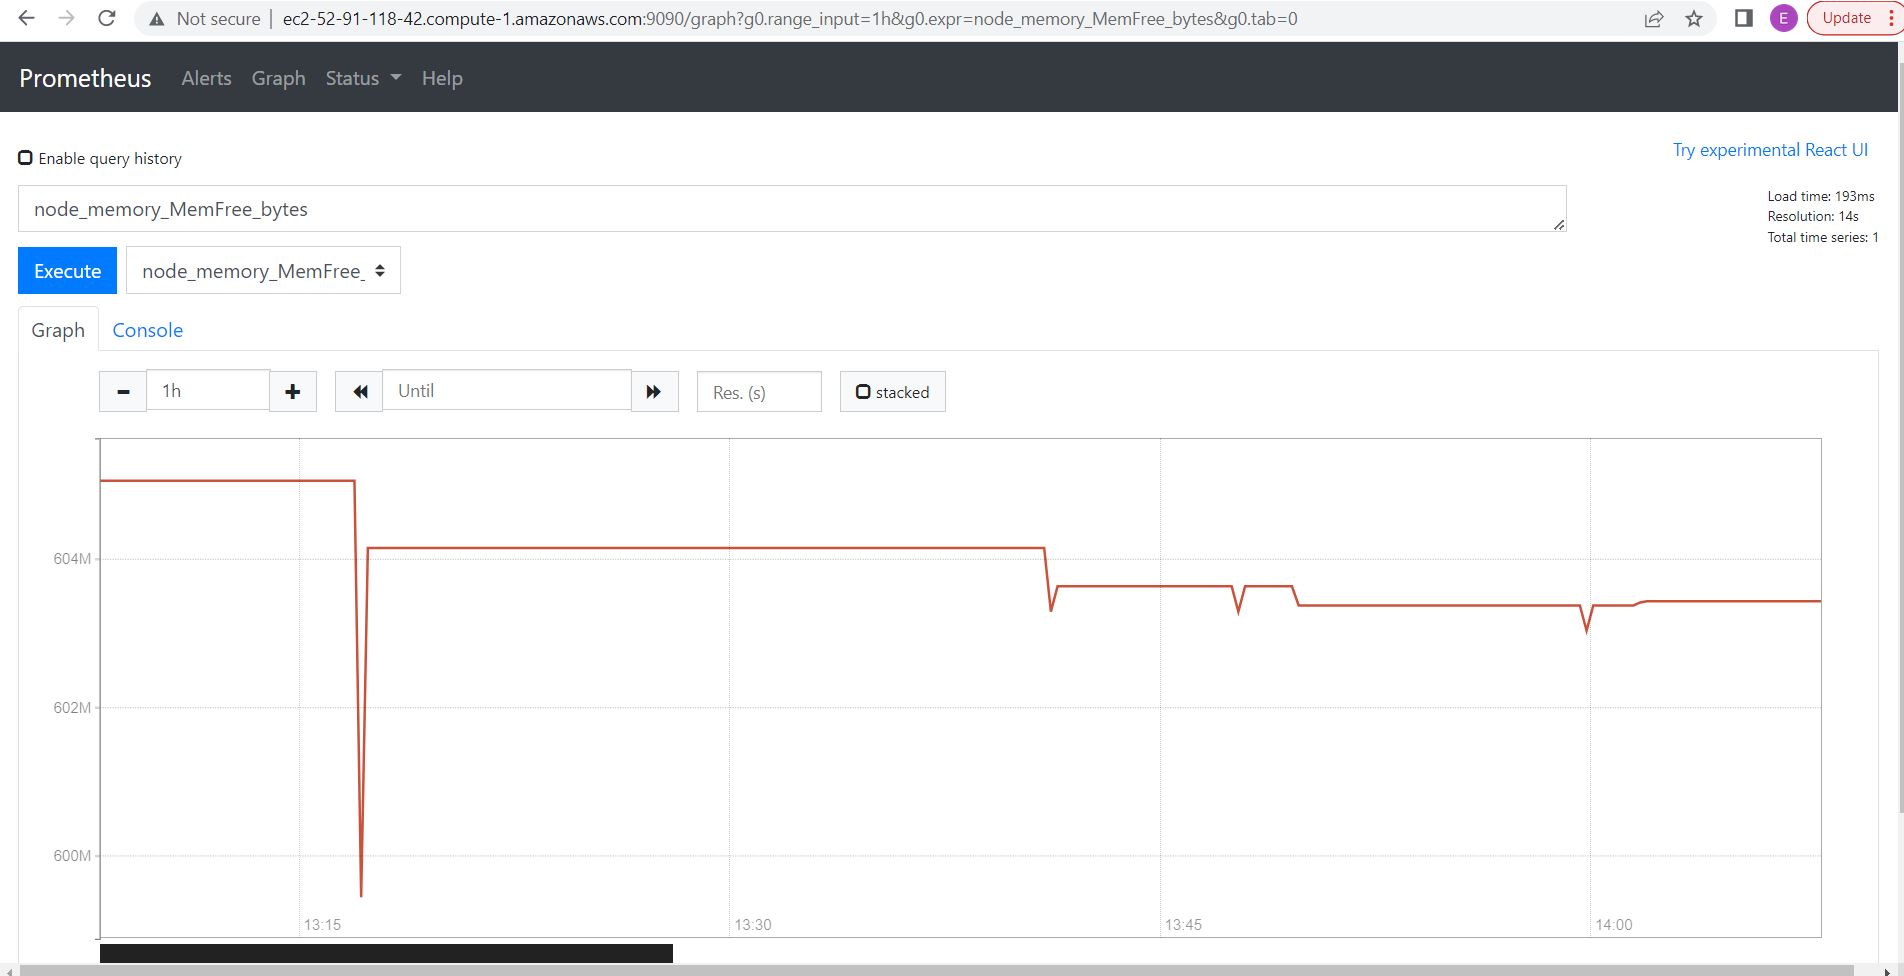 Not secure | ec2-52-91-118-42.compute-1.amazonaws.com:9090/graph?g0.range_input=1h&g0.expr=node_memory_MemFree_bytes&g0.tab=0
E
Update
Prometheus Alerts Graph Status Help
Enable query history
Try experimental React UI
node_memory_MemFree_bytes
Load time: 193ms
Resolution: 14s
Total time series: 1
Execute node_memory_MemFree_
Graph Console
1h Until Res. (s) stacked
604M
602M
600M
13:15 13:30 13:45 14:00